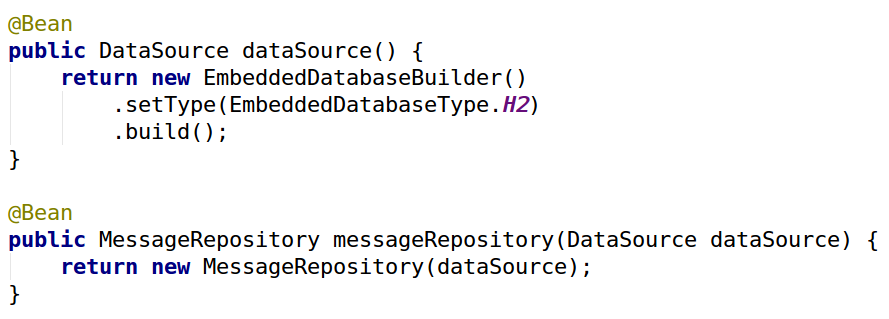 @Bean
public DataSource dataSource() {
    return new EmbeddedDatabaseBuilder()
        .setType(EmbeddedDatabaseType.H2)
        .build();
}
@Bean
public MessageRepository messageRepository(DataSource dataSource) {
    return new MessageRepository(dataSource);
}